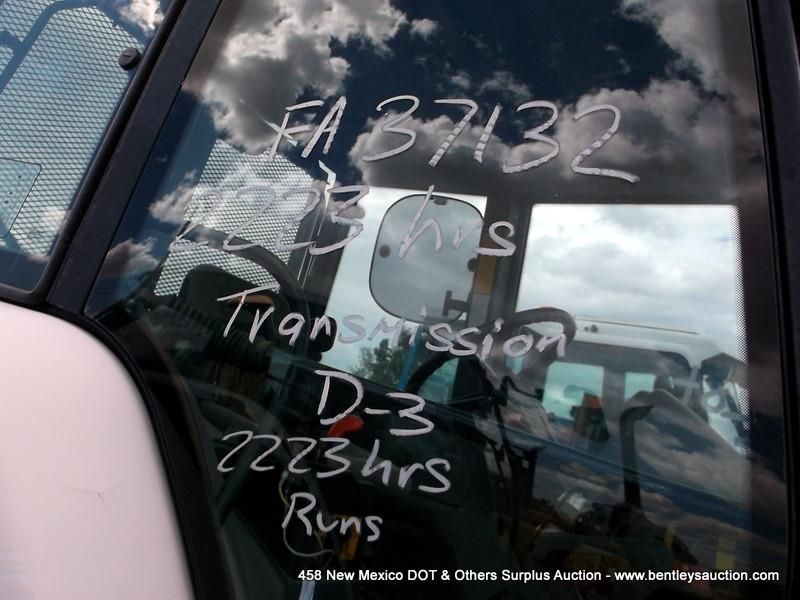 FA 37132
2223 hrs
Transmission
D-3
2223 hrs
Runs
458 New Mexico DOT & Others Surplus Auction - www.bentleysauction.com